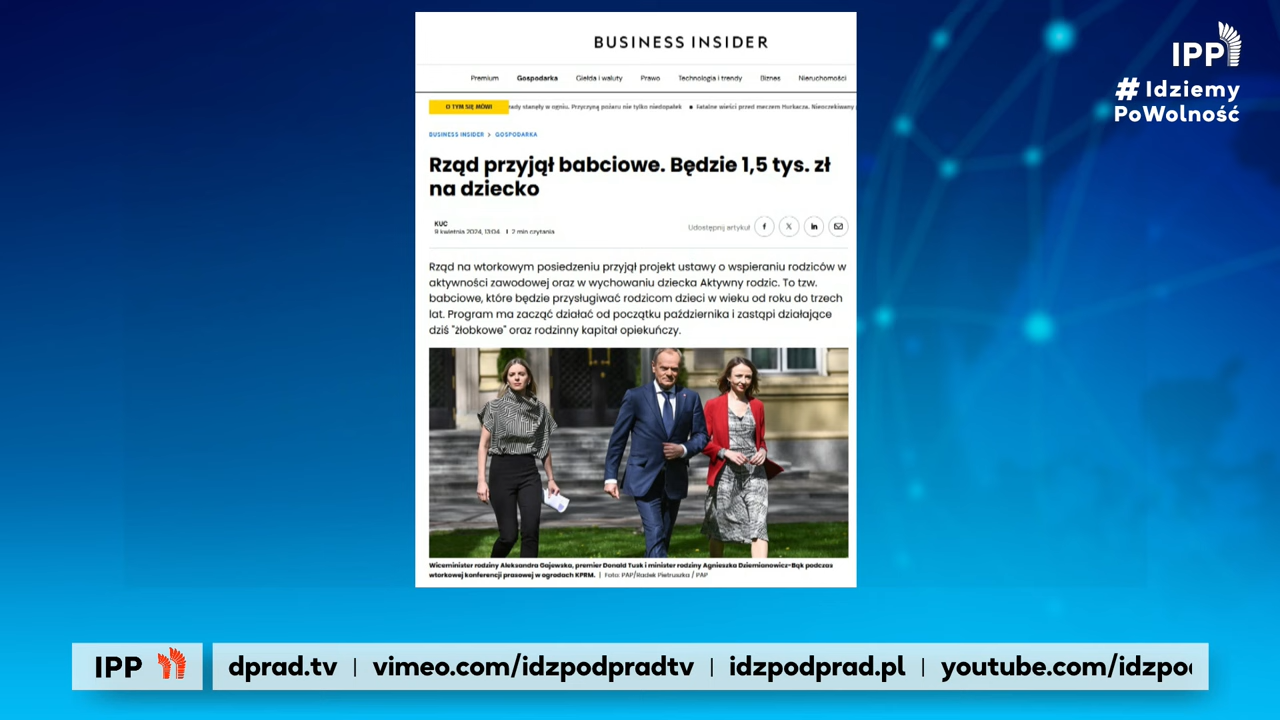 BUSINESS INSIDER
Premium Gospodarka Giełda i waluty Prawo Technologia i trendy Biznes Nieruchomości
O TYM SIĘ MÓWI rady stanęły w ogniu. Przyczyną pożaru nie tylko niedopałek ● Fatalne wieści przed meczem Hurkacza. Nieoczekiwany
BUSINESS INSIDER > GOSPODARKA
Rząd przyjął babciowe. Będzie 1,5 tys. zł
na dziecko
KUC
9 kwietnia 2024, 13:04 | 2 min czytania
Udostępnij artykuł
Rząd na wtorkowym posiedzeniu przyjął projekt ustawy o wspieraniu rodziców w
aktywności zawodowej oraz w wychowaniu dziecka Aktywny rodzic. To tzw.
babciowe, które będzie przysługiwać rodzicom dzieci w wieku od roku do trzech
lat. Program ma zacząć działać od początku października i zastąpi działające
dziś "żłobkowe" oraz rodzinny kapitał opiekuńczy.
Wiceminister rodziny Aleksandra Gajewska, premier Donald Tusk i minister rodziny Agnieszka Dziemianowicz-Bąk podczas
wtorkowej konferencji prasowej w ogrodach KPRM. | Foto: PAP/Radek Pietruszka / PAP
IPP
# Idziemy
PoWolność
IPP
dprad.tv | vimeo.com/idzpodpradtv | idzpodprad.pl | youtube.com/idzpod